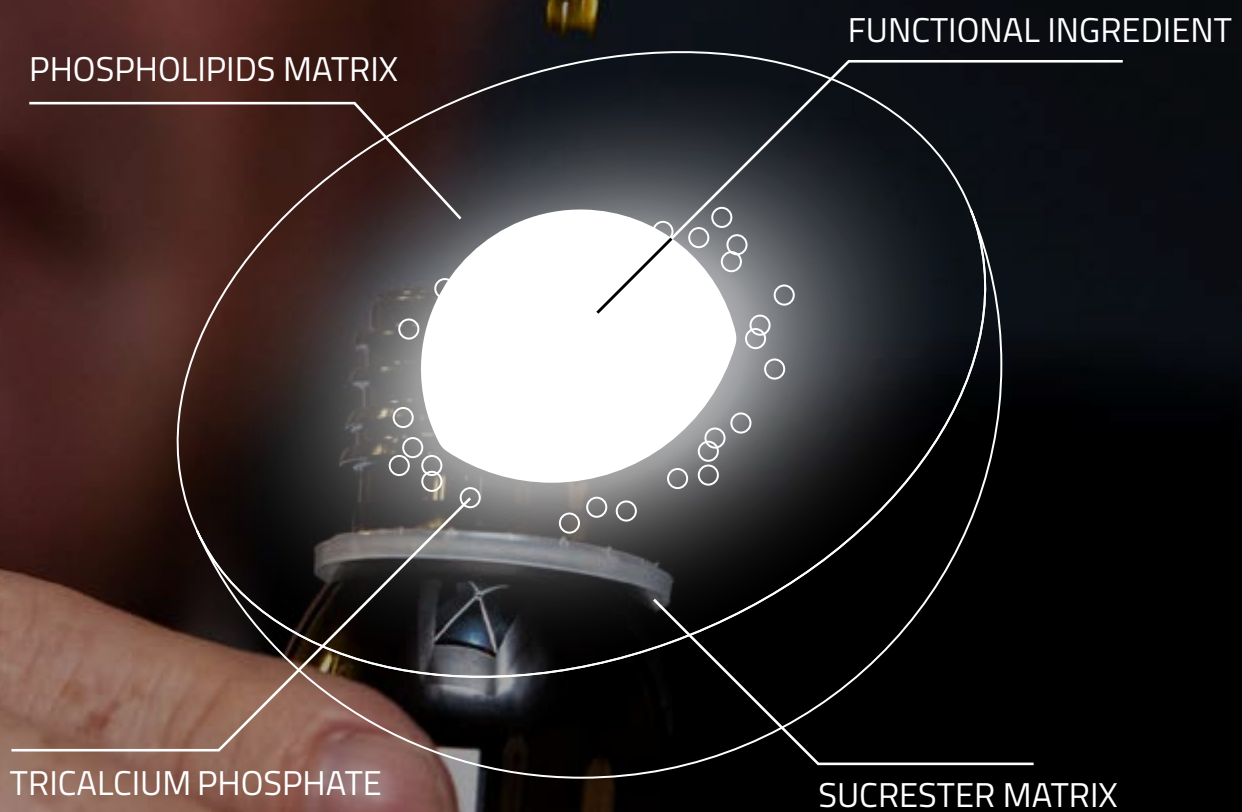 FUNCTIONAL INGREDIENT
PHOSPHOLIPIDS MATRIX
TRICALCIUM PHOSPHATE
SUCRESTER MATRIX